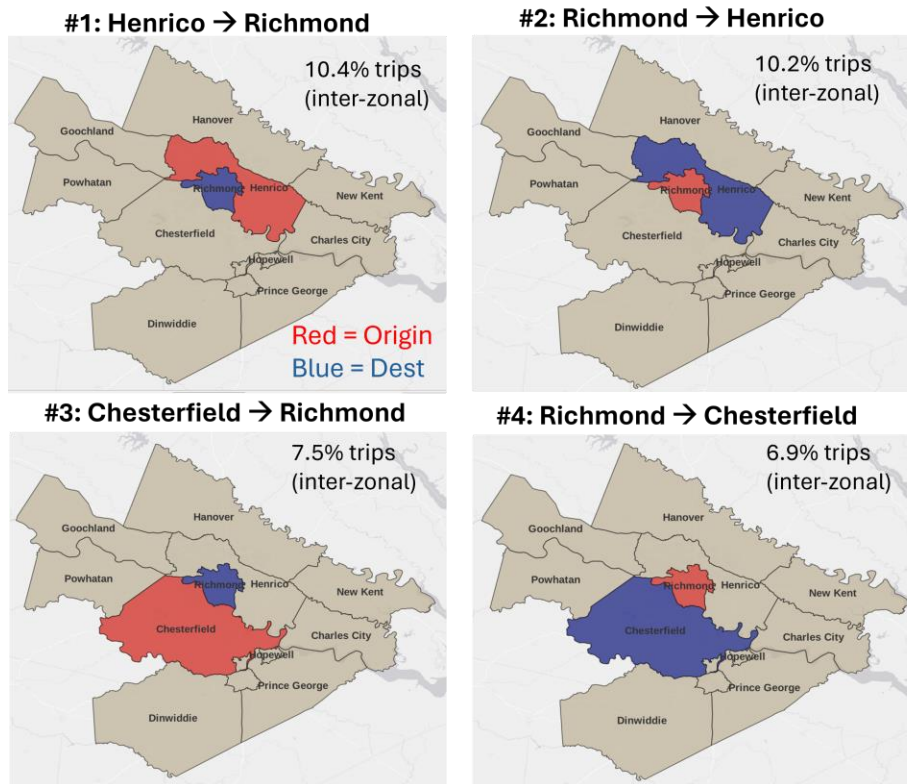 #1: Henrico → Richmond
10.4% trips
(inter-zonal)
Hanover
Goochland
Powhatan
Richmond
Henrico
New Kent
Chesterfield
Charles City
Hopewell
Prince George
Dinwiddie
Red = Origin
Blue = Dest
#2: Richmond → Henrico
10.2% trips
(inter-zonal)
Hanover
Goochland
Powhatan
Richmond
Henrico
New Kent
Chesterfield
Charles City
Hopewell
Prince George
Dinwiddie
#3: Chesterfield → Richmond
7.5% trips
(inter-zonal)
Hanover
Goochland
Powhatan
Richmond
Henrico
New Kent
Chesterfield
Charles City
Hopewell
Prince George
Dinwiddie
#4: Richmond → Chesterfield
6.9% trips
(inter-zonal)
Hanover
Goochland
Powhatan
Richmond
Henrico
New Kent
Chesterfield
Charles City
Hopewell
Prince George
Dinwiddie